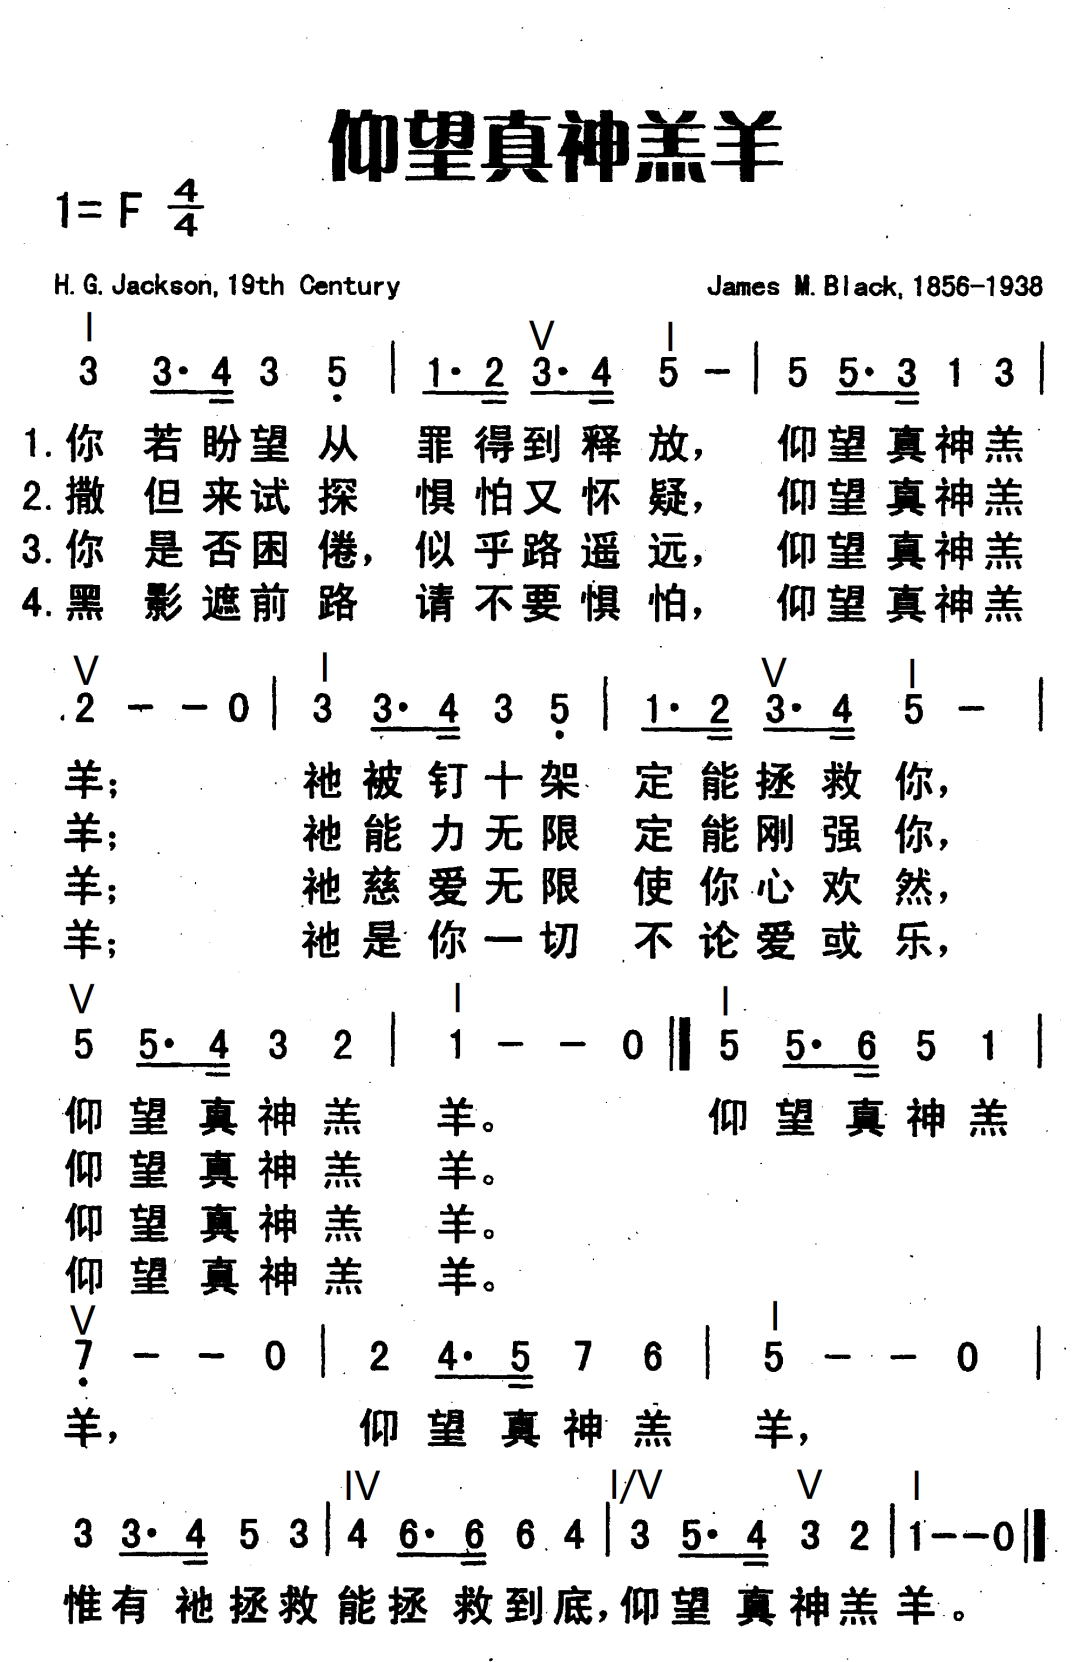 仰望真神羔羊
1= F 4/4
H. G. Jackson, 19th Century James M. Black, 1856-1938
I V I
3 3· 4 3 5̣ | 1· 2 3· 4 5 - | 5 5· 3 1 3 |
1. 你 若 盼 望 从 罪 得 到 释 放, 仰 望 真 神 羔
2. 撒 但 来 试 探 惧 怕 又 怀 疑, 仰 望 真 神 羔
3. 你 是 否 困 倦, 似 乎 路 遥 远, 仰 望 真 神 羔
4. 黑 影 遮 前 路 请 不 要 惧 怕, 仰 望 真 神 羔
V I V I
2 - - 0 | 3 3· 4 3 5̣ | 1· 2 3· 4 5 - |
羊; 祂 被 钉 十 架 定 能 拯 救 你,
羊; 祂 能 力 无 限 定 能 刚 强 你,
羊; 祂 慈 爱 无 限 使 你 心 欢 然,
羊; 祂 是 你 一 切 不 论 爱 或 乐,
V I I
5 5· 4 3 2 | 1 - - 0 ‖ 5 5· 6 5 1 |
仰 望 真 神 羔 羊。 仰 望 真 神 羔
仰 望 真 神 羔 羊。
仰 望 真 神 羔 羊。
仰 望 真 神 羔 羊。
V I
7̣ - - 0 | 2 4· 5 7 6 | 5 - - 0 |
羊, 仰 望 真 神 羔 羊,
IV I/V V I
3 3· 4 5 3 | 4 6· 6 6 4 | 3 5· 4 3 2 | 1 - - 0 ‖
惟 有 祂 拯 救 能 拯 救 到 底, 仰 望 真 神 羔 羊。